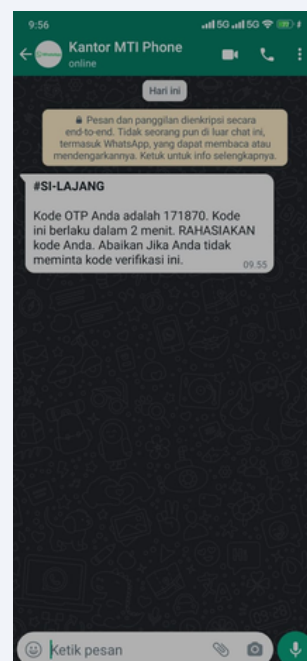 9:56
5G 5G
Kantor MTI Phone
online
Hari ini
Pesan dan panggilan dienkripsi secara
end-to-end. Tidak seorang pun di luar chat ini,
termasuk WhatsApp, yang dapat membaca atau
mendengarkannya. Ketuk untuk info selengkapnya.
#SI-LAJANG
Kode OTP Anda adalah 171870. Kode
ini berlaku dalam 2 menit. RAHASIAKAN
kode Anda. Abaikan Jika Anda tidak
meminta kode verifikasi ini.
09.55
Ketik pesan